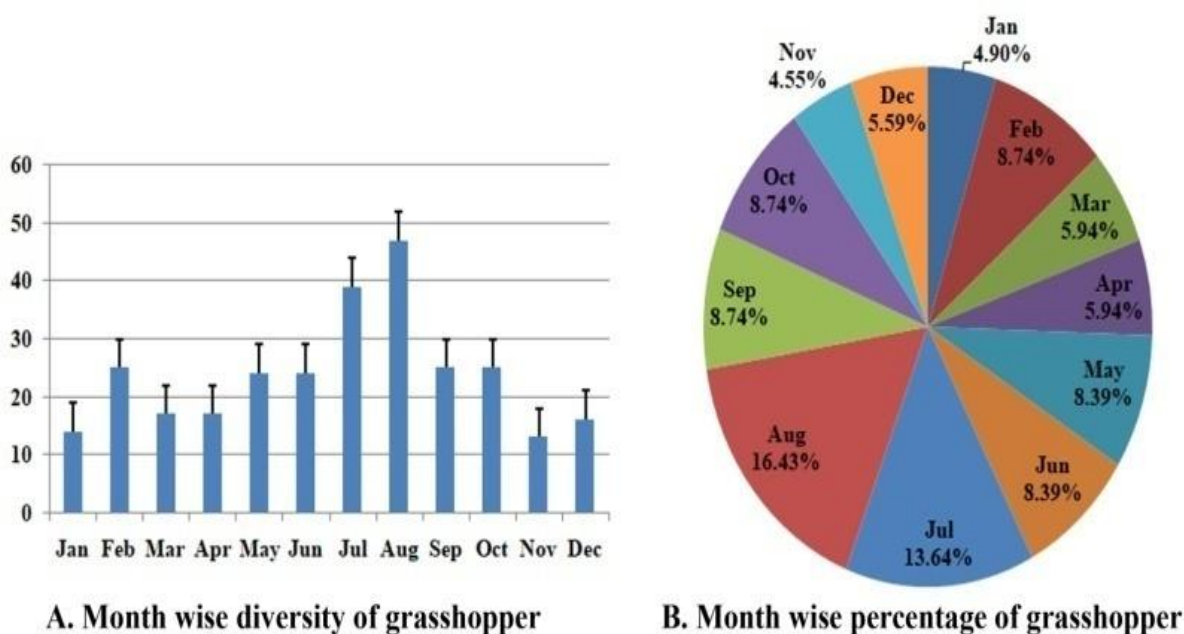 60
50
40
30
20
10
0
Jan Feb Mar Apr May Jun Jul Aug Sep Oct Nov Dec
A. Month wise diversity of grasshopper
Jan
4.90%
Feb
8.74%
Mar
5.94%
Apr
5.94%
May
8.39%
Jun
8.39%
Jul
13.64%
Aug
16.43%
Sep
8.74%
Oct
8.74%
Nov
4.55%
Dec
5.59%
B. Month wise percentage of grasshopper